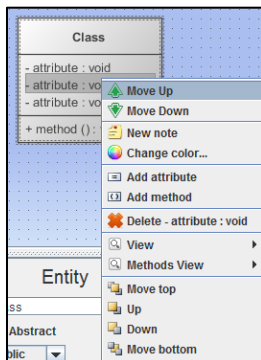 Class
- attribute : void
- attribute : vo
- attribute : vo
+ method () :
Move Up
Move Down
New note
Change color...
Add attribute
Add method
Delete - attribute : void
View
Methods View
Move top
Up
Down
Move bottom
Entity
ss
Abstract
blic